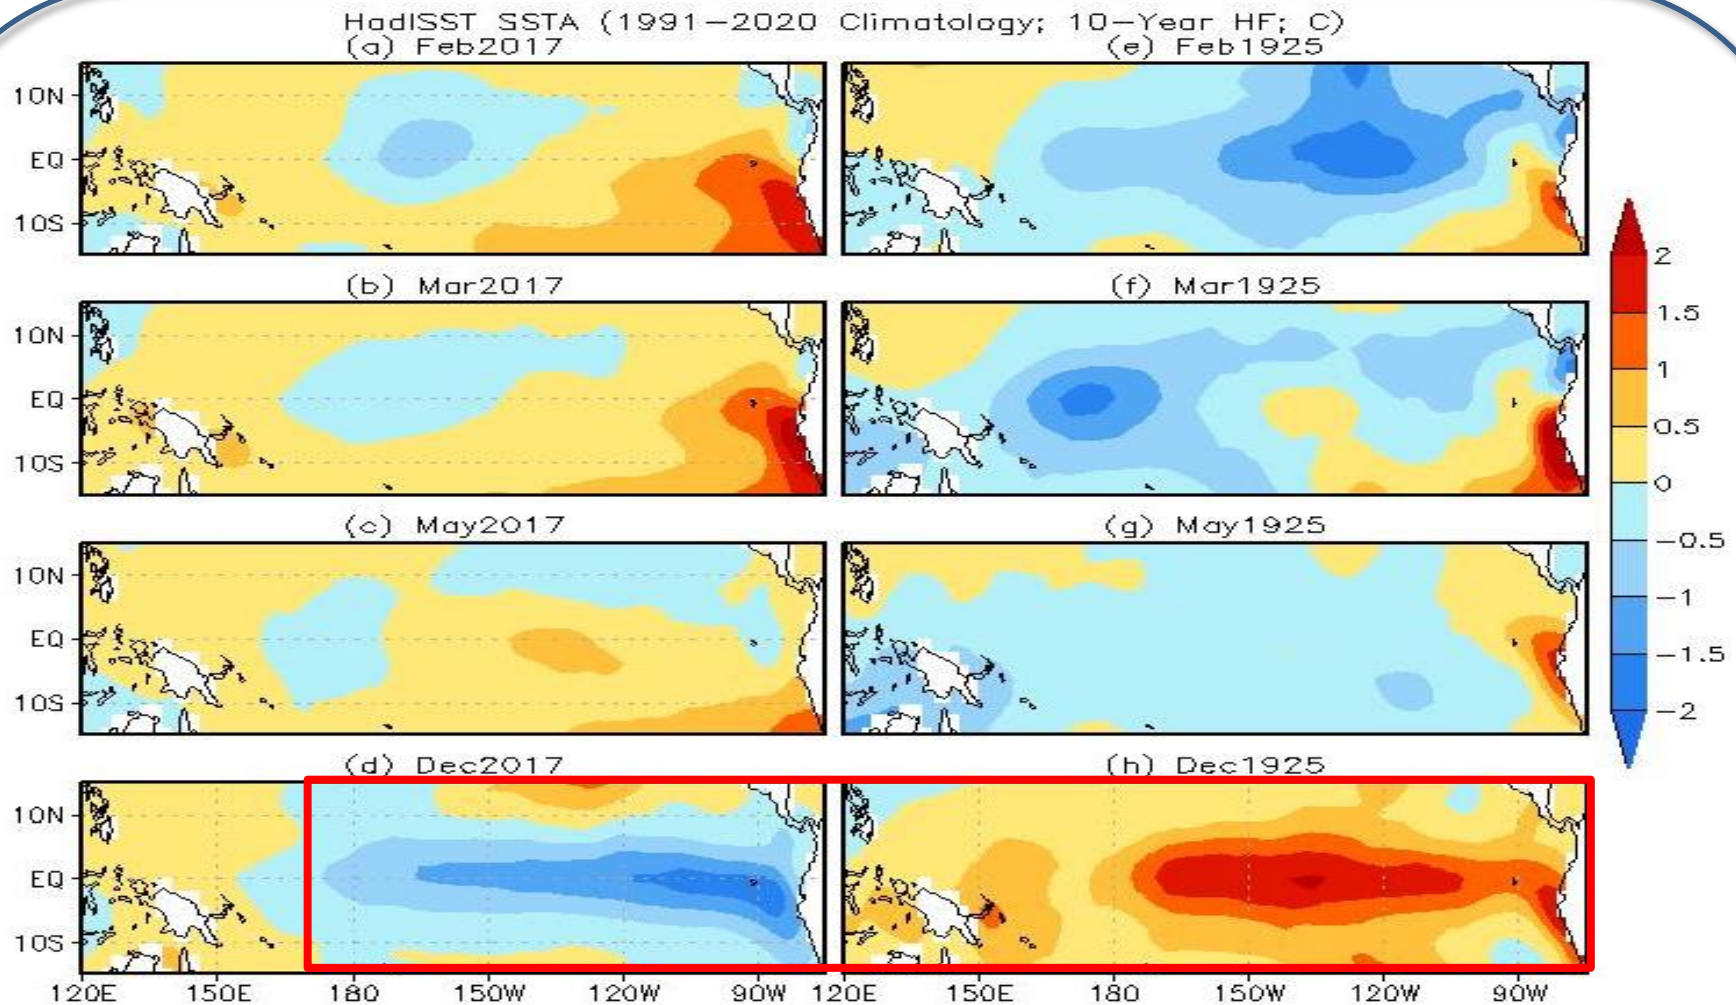 HadISST SSTA (1991-2020 Climatology; 10-Year HF; C)
(a) Feb2017
(e) Feb1925
10N
EQ
10S
(b) Mar2017
(f) Mar1925
10N
EQ
10S
(c) May2017
(g) May1925
10N
EQ
10S
(d) Dec2017
(h) Dec1925
10N
EQ
10S
120E 150E 180 150W 120W 90W 120E 150E 180 150W 120W 90W
2
1.5
1
0.5
0
-0.5
-1
-1.5
-2